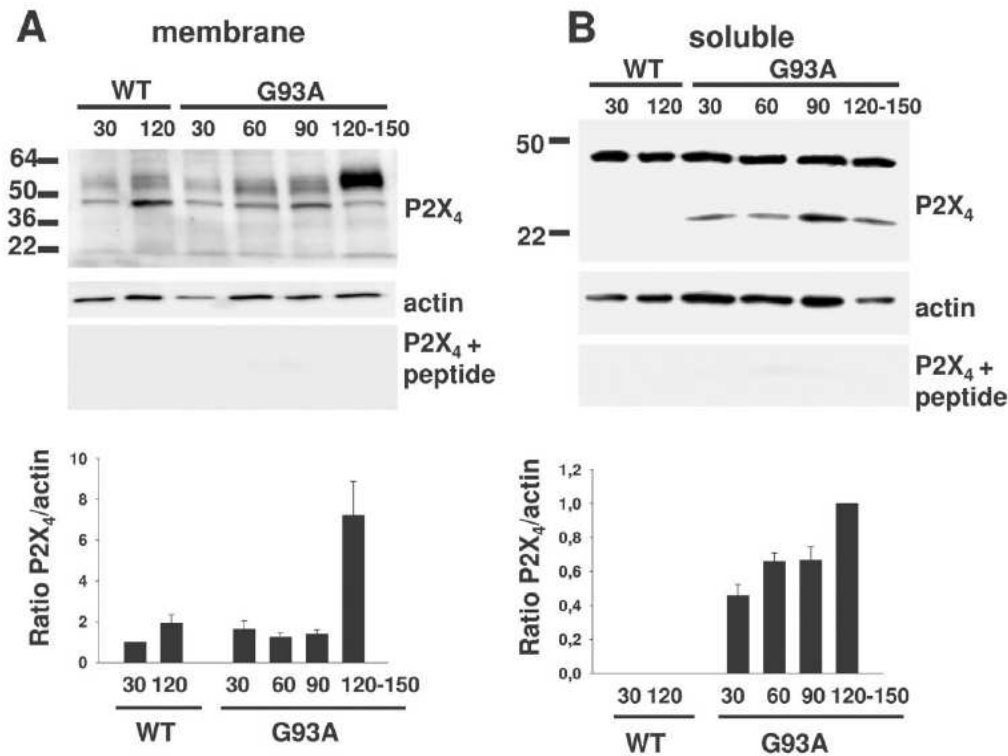 A
membrane
WT G93A
30 120 30 60 90 120-150
64
50
36
22
P2X₄
actin
P2X₄ +
peptide
Ratio P2X₄/actin
10
8
6
4
2
0
30 120 30 60 90 120-150
WT G93A
B
soluble
WT G93A
30 120 30 60 90 120-150
50
22
P2X₄
actin
P2X₄ +
peptide
Ratio P2X₄/actin
1,2
1,0
0,8
0,6
0,4
0,2
0,0
30 120 30 60 90 120-150
WT G93A